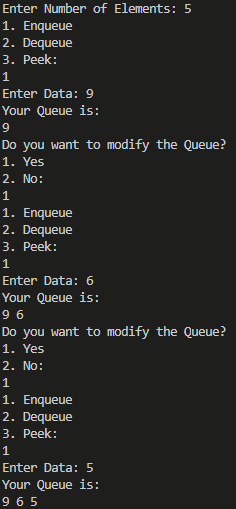 Enter Number of Elements: 5
1. Enqueue
2. Dequeue
3. Peek:
1
Enter Data: 9
Your Queue is:
9
Do you want to modify the Queue?
1. Yes
2. No:
1
1. Enqueue
2. Dequeue
3. Peek:
1
Enter Data: 6
Your Queue is:
9 6
Do you want to modify the Queue?
1. Yes
2. No:
1
1. Enqueue
2. Dequeue
3. Peek:
1
Enter Data: 5
Your Queue is:
9 6 5